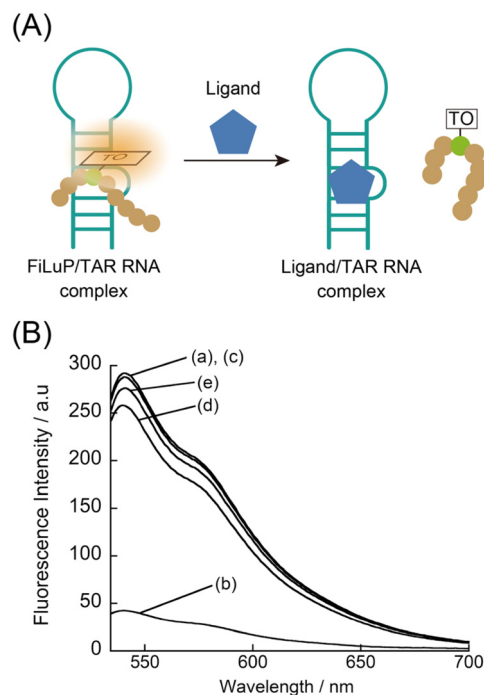 (A)
Ligand
TO
TO
FiLuP/TAR RNA
complex
Ligand/TAR RNA
complex
(B)
300
250
200
150
100
50
0
(a), (c)
(e)
(d)
(b)
Fluorescence Intensity / a.u
550 600 650 700
Wavelength / nm